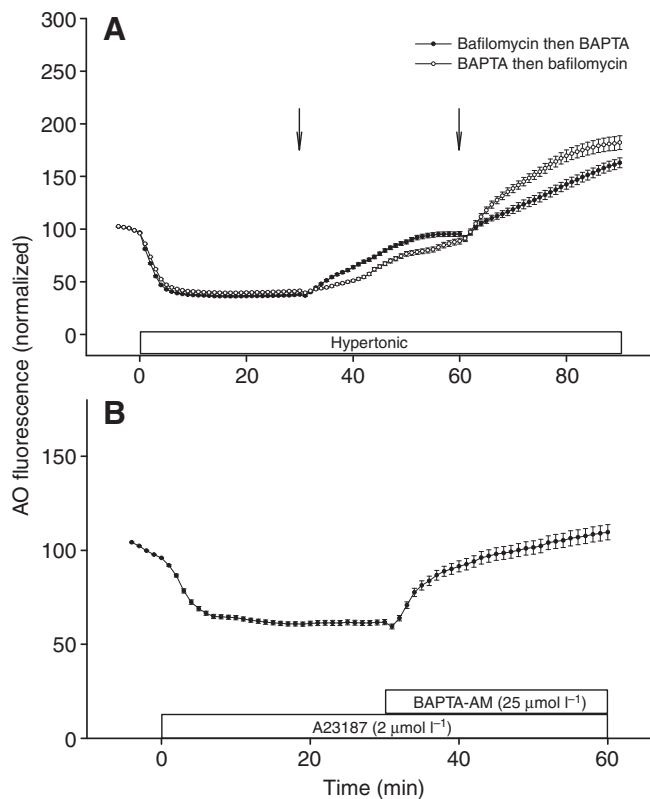 A
Bafilomycin then BAPTA
BAPTA then bafilomycin
300
250
200
150
100
50
0
Hypertonic
0 20 40 60 80
AO fluorescence (normalized)
B
150
100
50
0
BAPTA-AM (25 μmol l⁻¹)
A23187 (2 μmol l⁻¹)
0 20 40 60
Time (min)